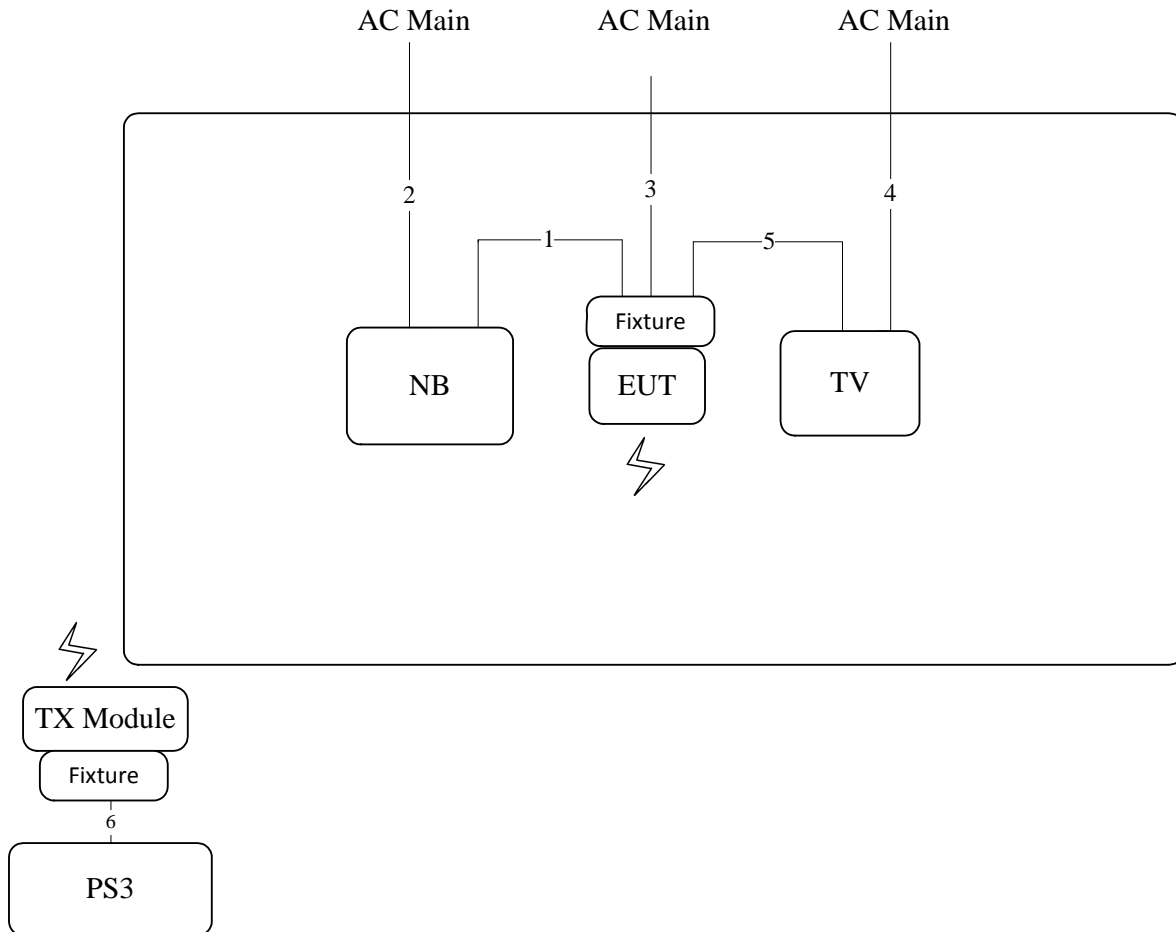 AC Main
AC Main
AC Main
2
3
4
1
5
Fixture
NB
EUT
TV
TX Module
Fixture
6
PS3